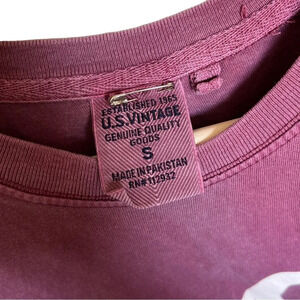 ESTABLISHED 1965
U.S.VINTAGE
GENUINE QUALITY
GOODS
S
MADE IN PAKISTAN
RN#112932